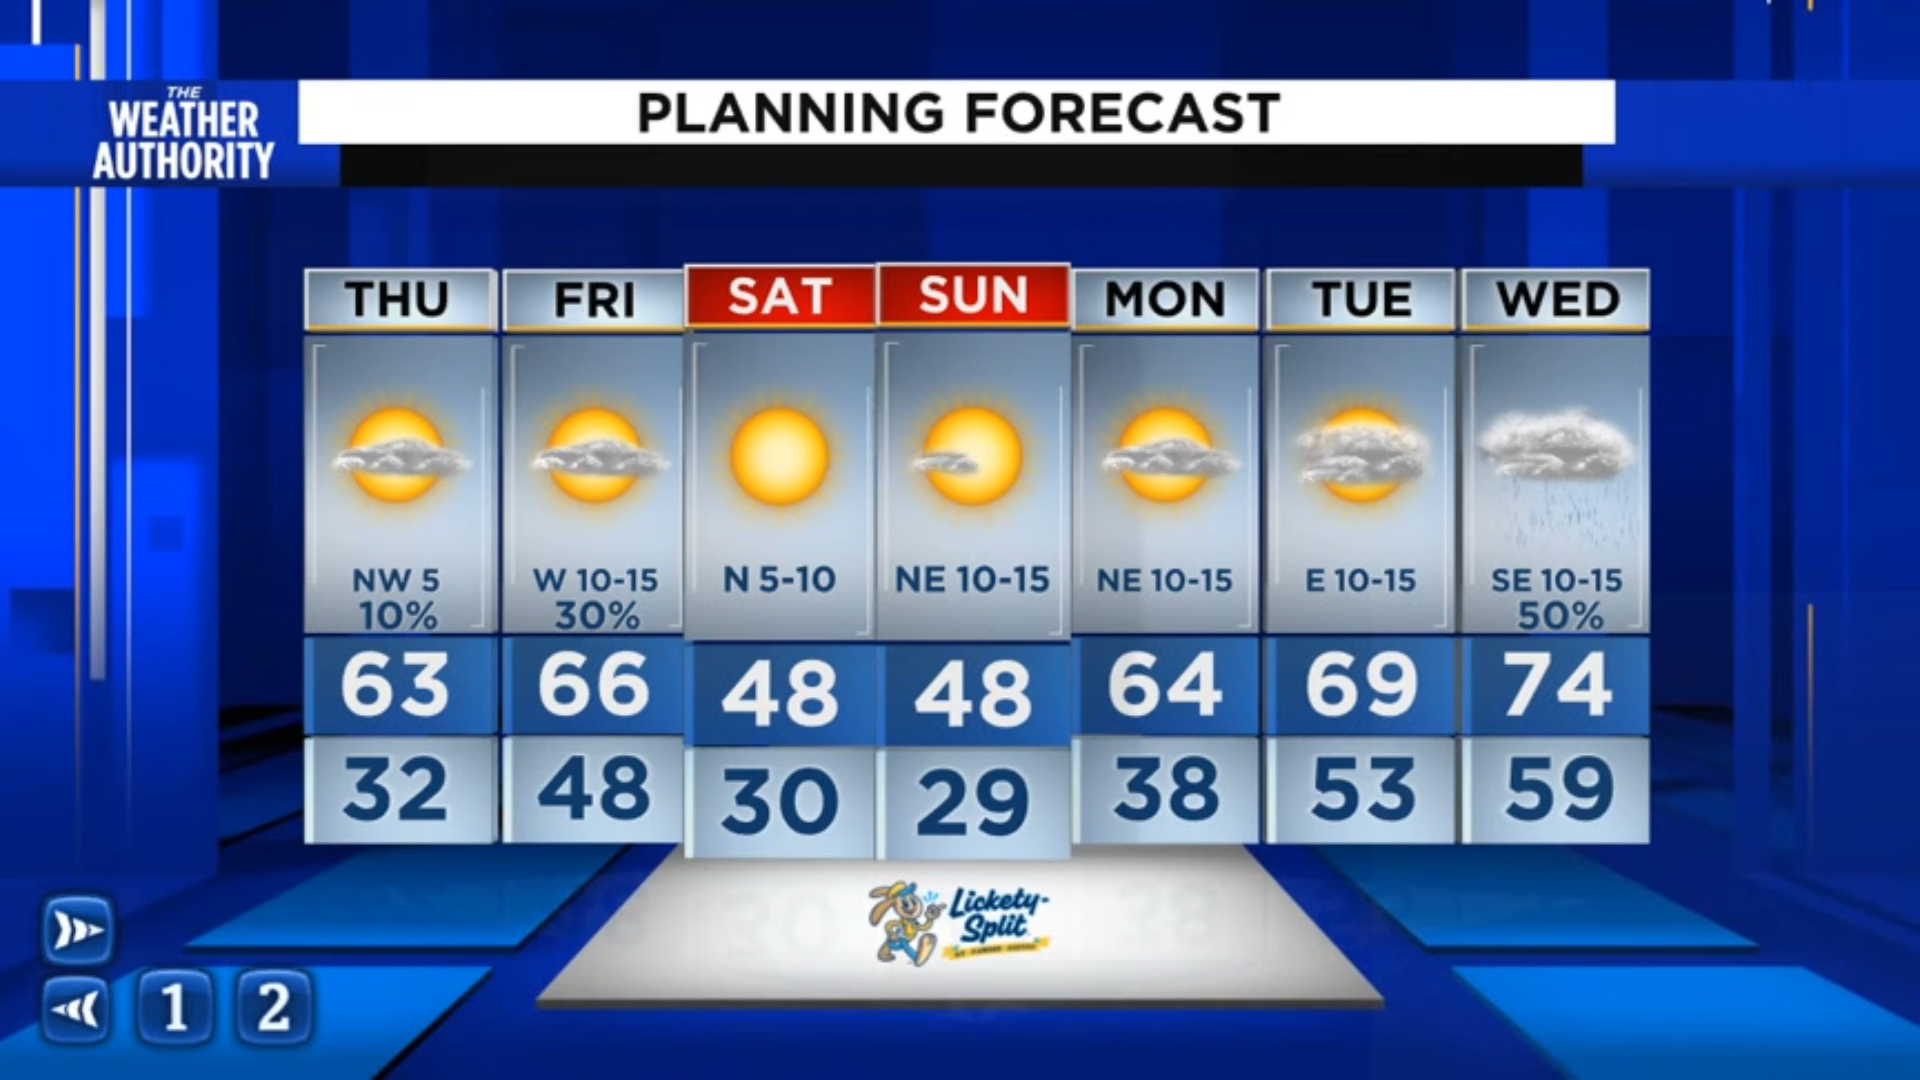 THE
WEATHER
AUTHORITY
PLANNING FORECAST
THU FRI SAT SUN MON TUE WED
NW 5 W 10-15 N 5-10 NE 10-15 NE 10-15 E 10-15 SE 10-15
10% 30% 50%
63 66 48 48 64 69 74
32 48 30 29 38 53 59
Lickety-
Split
1 2